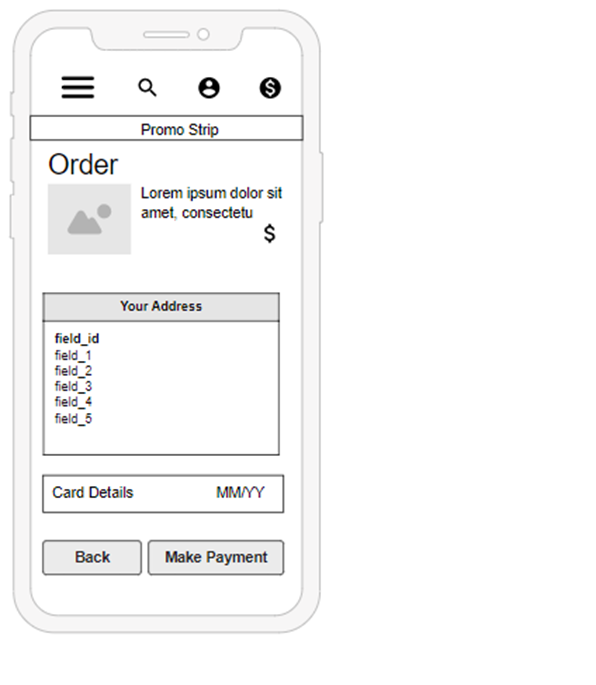 Promo Strip
Order
Lorem ipsum dolor sit
amet, consectetu
$
Your Address
field_id
field_1
field_2
field_3
field_4
field_5
Card Details MM/YY
Back Make Payment